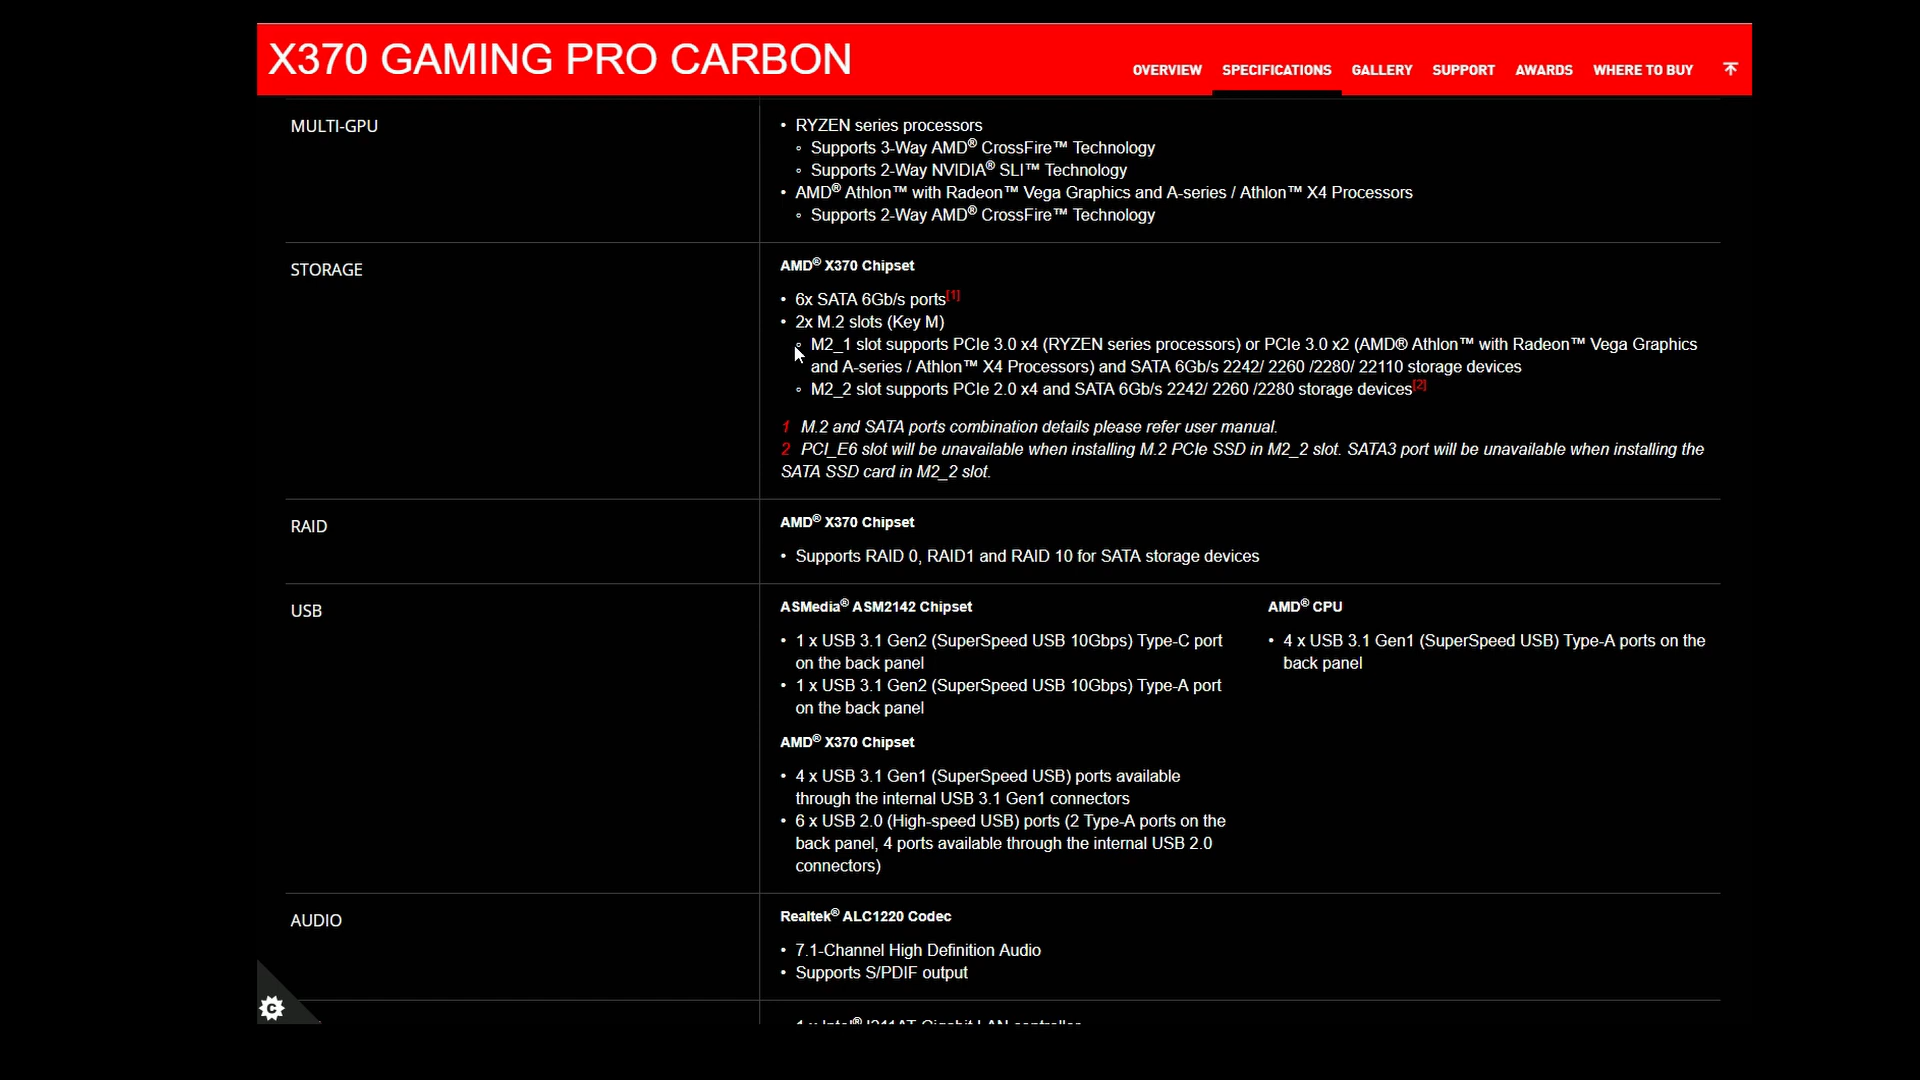 X370 GAMING PRO CARBON
OVERVIEW SPECIFICATIONS GALLERY SUPPORT AWARDS WHERE TO BUY
MULTI-GPU
• RYZEN series processors
◦ Supports 3-Way AMD® CrossFire™ Technology
◦ Supports 2-Way NVIDIA® SLI™ Technology
• AMD® Athlon™ with Radeon™ Vega Graphics and A-series / Athlon™ X4 Processors
◦ Supports 2-Way AMD® CrossFire™ Technology
STORAGE
AMD® X370 Chipset
• 6x SATA 6Gb/s ports[1]
• 2x M.2 slots (Key M)
◦ M2_1 slot supports PCIe 3.0 x4 (RYZEN series processors) or PCIe 3.0 x2 (AMD® Athlon™ with Radeon™ Vega Graphics
and A-series / Athlon™ X4 Processors) and SATA 6Gb/s 2242/ 2260 /2280/ 22110 storage devices
◦ M2_2 slot supports PCIe 2.0 x4 and SATA 6Gb/s 2242/ 2260 /2280 storage devices[2]
1 M.2 and SATA ports combination details please refer user manual.
2 PCI_E6 slot will be unavailable when installing M.2 PCIe SSD in M2_2 slot. SATA3 port will be unavailable when installing the
SATA SSD card in M2_2 slot.
RAID
AMD® X370 Chipset
• Supports RAID 0, RAID1 and RAID 10 for SATA storage devices
USB
ASMedia® ASM2142 Chipset
• 1 x USB 3.1 Gen2 (SuperSpeed USB 10Gbps) Type-C port
on the back panel
• 1 x USB 3.1 Gen2 (SuperSpeed USB 10Gbps) Type-A port
on the back panel
AMD® X370 Chipset
• 4 x USB 3.1 Gen1 (SuperSpeed USB) ports available
through the internal USB 3.1 Gen1 connectors
• 6 x USB 2.0 (High-speed USB) ports (2 Type-A ports on the
back panel, 4 ports available through the internal USB 2.0
connectors)
AMD® CPU
• 4 x USB 3.1 Gen1 (SuperSpeed USB) Type-A ports on the
back panel
AUDIO
Realtek® ALC1220 Codec
• 7.1-Channel High Definition Audio
• Supports S/PDIF output
C